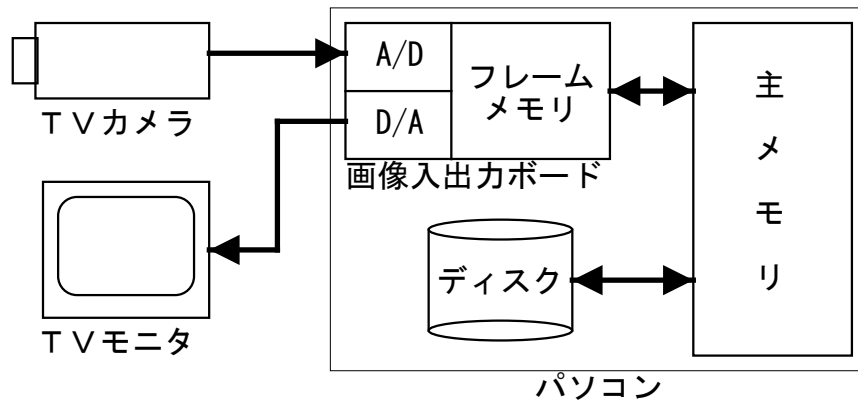 A/D
D/A
フレーム
メモリ
主
メ
モ
リ
TVカメラ
画像入出力ボード
ディスク
TVモニタ
パソコン